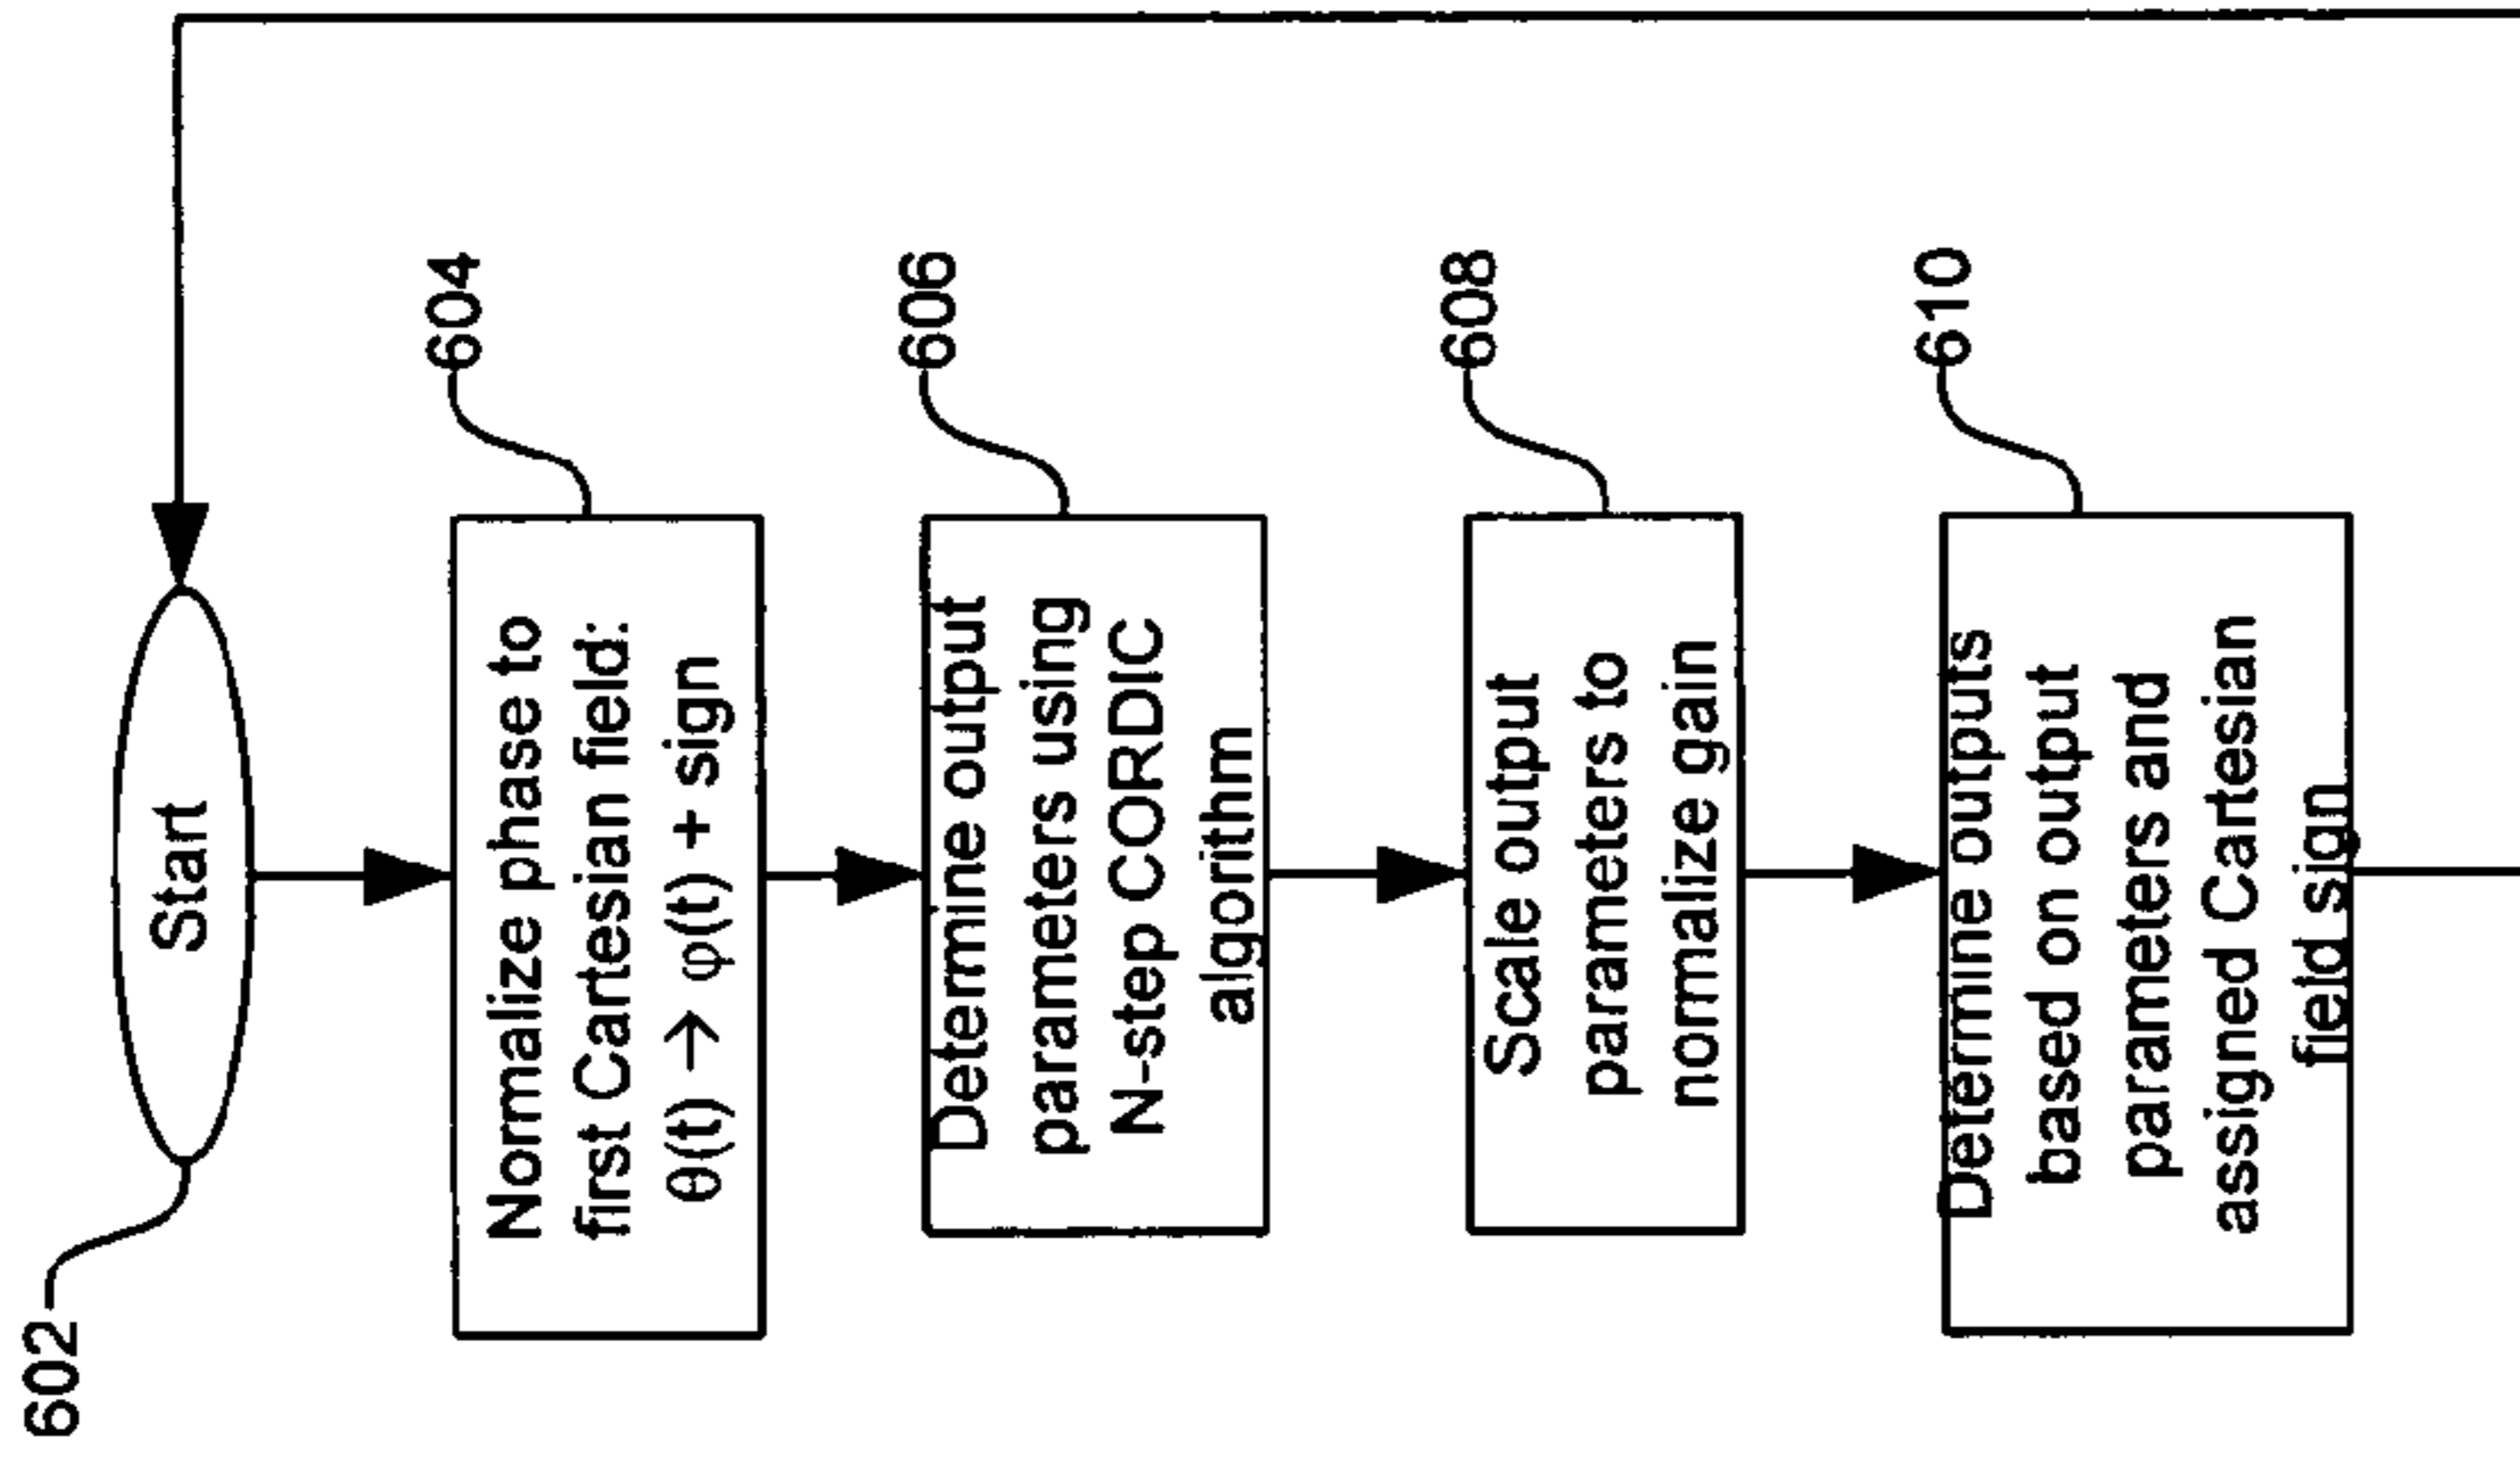 602
Start
604
Normalize phase to
first Cartesian field:
θ(t) → φ(t) + sign
606
Determine output
parameters using
N-step CORDIC
algorithm
608
Scale output
parameters to
normalize gain
610
Determine outputs
based on output
parameters and
assigned Cartesian
field sign